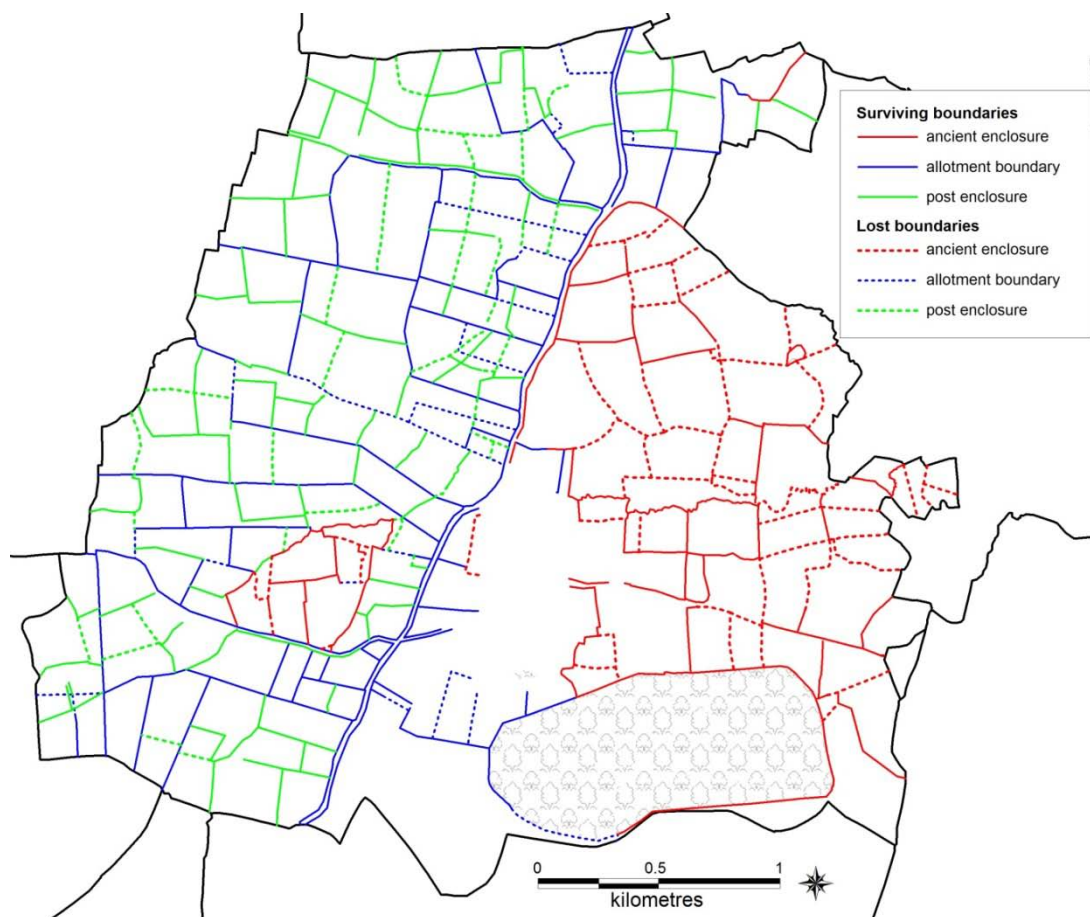 Surviving boundaries
ancient enclosure
allotment boundary
post enclosure
Lost boundaries
ancient enclosure
allotment boundary
post enclosure
0 0.5 1
kilometres